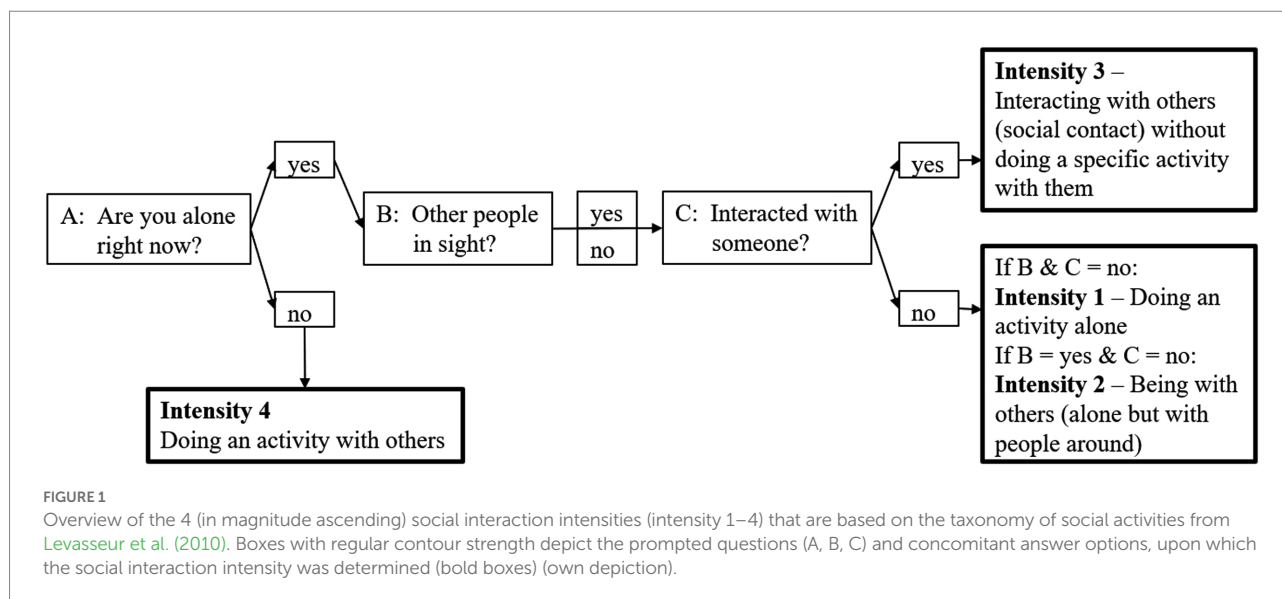 A: Are you alone
right now?
yes
no
B: Other people
in sight?
yes
no
C: Interacted with
someone?
yes
no
Intensity 3 –
Interacting with others
(social contact) without
doing a specific activity
with them
If B & C = no:
Intensity 1 – Doing an
activity alone
If B = yes & C = no:
Intensity 2 – Being with
others (alone but with
people around)
Intensity 4
Doing an activity with others
FIGURE 1
Overview of the 4 (in magnitude ascending) social interaction intensities (intensity 1–4) that are based on the taxonomy of social activities from
Levasseur et al. (2010). Boxes with regular contour strength depict the prompted questions (A, B, C) and concomitant answer options, upon which
the social interaction intensity was determined (bold boxes) (own depiction).